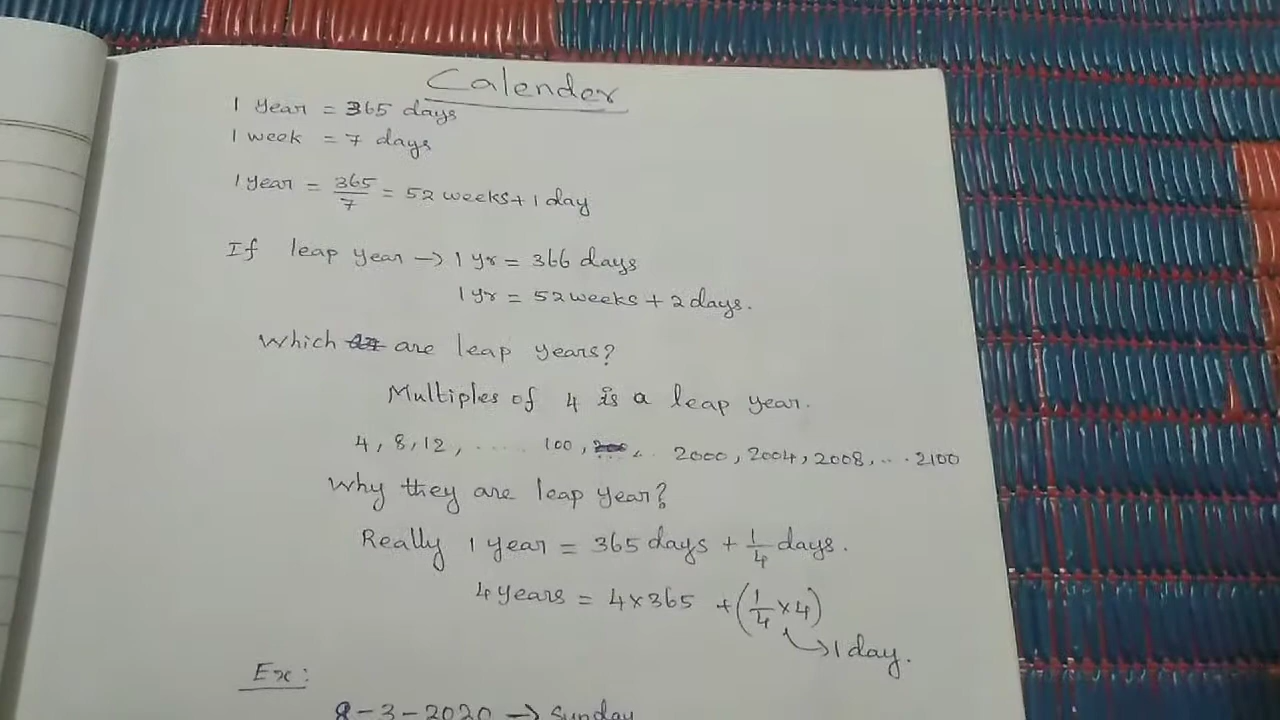 Calender
1 Year = 365 days
1 week = 7 days
1 year = 365/7 = 52 weeks + 1 day
If leap year → 1 yr = 366 days
1 yr = 52 weeks + 2 days.
Which are leap years?
Multiples of 4 is a leap year.
4, 8, 12, ..... 100, .. 2000, 2004, 2008, ... 2100
Why they are leap year?
Really 1 year = 365 days + 1/4 days.
4 years = 4 x 365 + (1/4 x 4)
↳ 1 day.
Ex:
8-3-2020 → Sunday